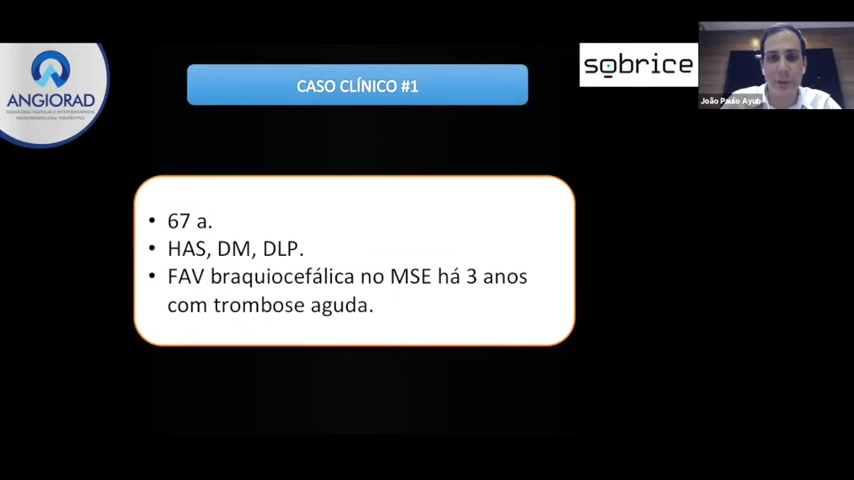 CASO CLÍNICO #1
sobrice
João Paulo Ayub
ANGIORAD
• 67 a.
• HAS, DM, DLP.
• FAV braquiocefálica no MSE há 3 anos
com trombose aguda.